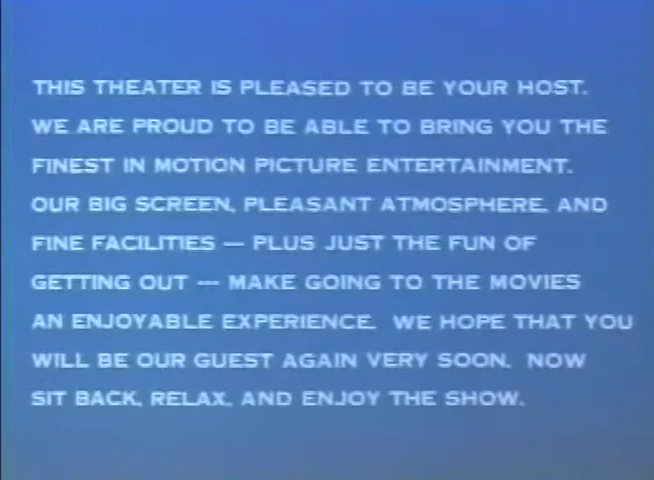 THIS THEATER IS PLEASED TO BE YOUR HOST.
WE ARE PROUD TO BE ABLE TO BRING YOU THE
FINEST IN MOTION PICTURE ENTERTAINMENT.
OUR BIG SCREEN, PLEASANT ATMOSPHERE, AND
FINE FACILITIES — PLUS JUST THE FUN OF
GETTING OUT — MAKE GOING TO THE MOVIES
AN ENJOYABLE EXPERIENCE. WE HOPE THAT YOU
WILL BE OUR GUEST AGAIN VERY SOON. NOW
SIT BACK, RELAX, AND ENJOY THE SHOW.